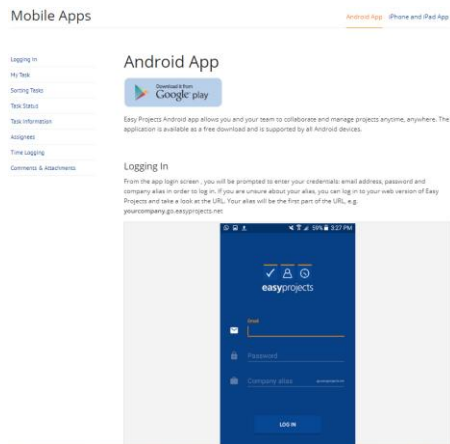 Mobile Apps
Android App
iPhone and iPad App
Logging In
My Task
Sorting Tasks
Task Status
Task Information
Assignees
Time Logging
Comments & Attachments
Android App
Download it from
Google play
Easy Projects Android app allows you and your team to collaborate and manage projects anytime, anywhere. The
application is available as a free download and is supported by all Android devices.
Logging In
From the app login screen , you will be prompted to enter your credentials: email address, password and
company alias in order to log in. If you are unsure about your alias, you can log in to your web version of Easy
Projects and take a look at the URL. Your alias will be the first part of the URL, e.g.
yourcompany.go.easyprojects.net
59% 3:27 PM
easyprojects
Email
Password
Company alias
LOG IN